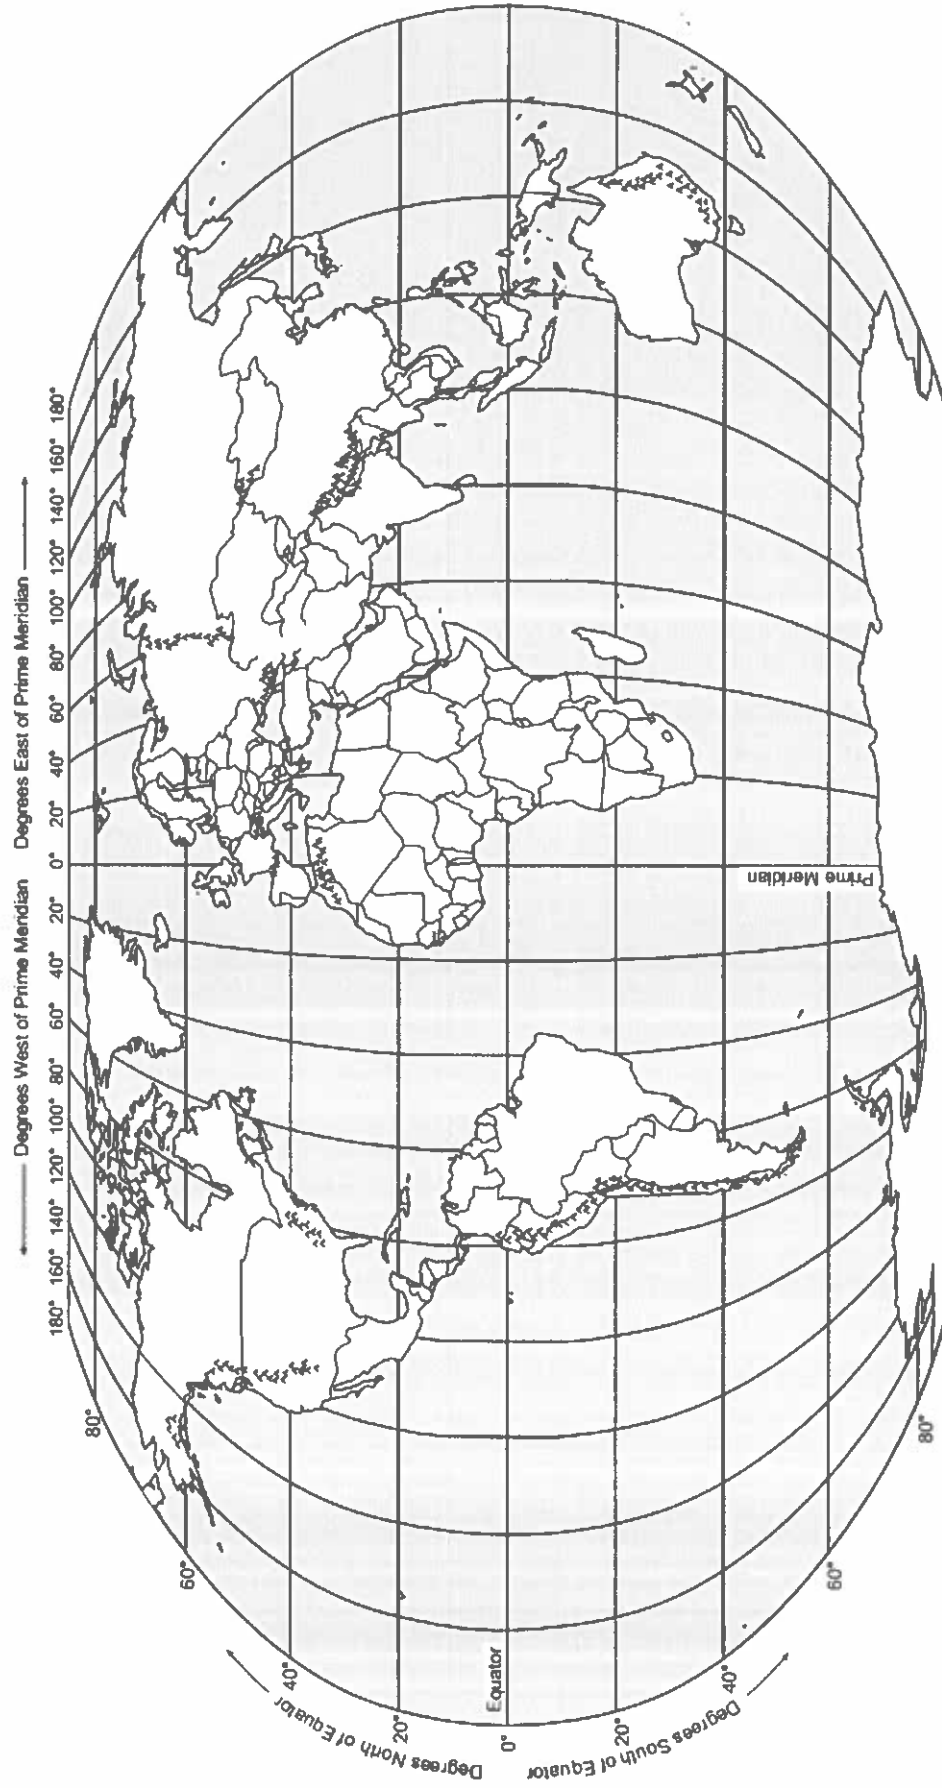 Degrees West of Prime Meridian Degrees East of Prime Meridian
180° 160° 140° 120° 100° 80° 60° 40° 20° 0° 20° 40° 60° 80° 100° 120° 140° 160° 180°
80°
60°
40°
Degrees North of Equator
20°
Equator
0°
20°
Degrees South of Equator
40°
60°
80°
Prime Meridian